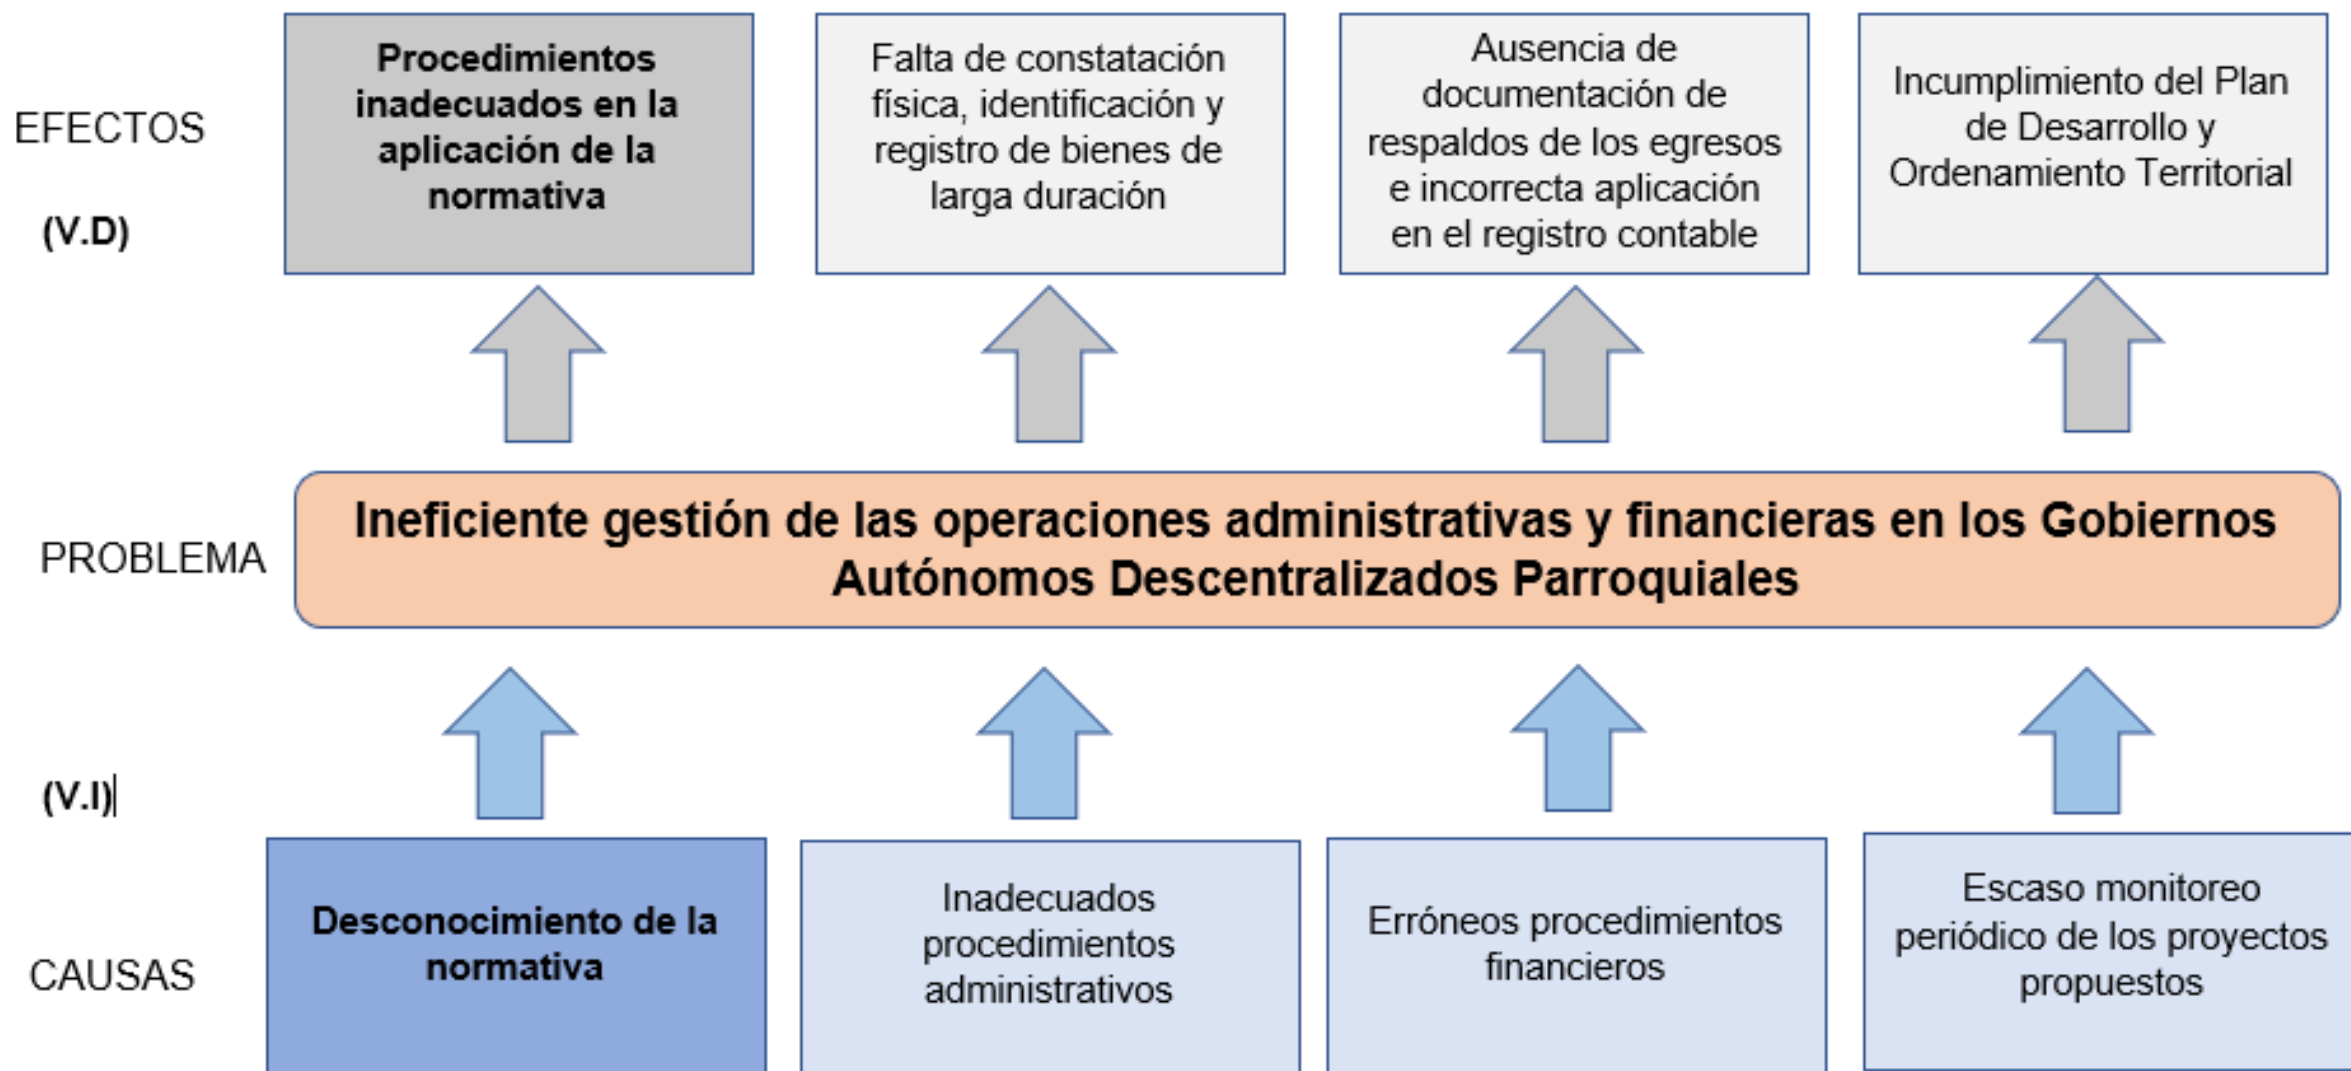 EFECTOS
(V.D)
Procedimientos
inadecuados en la
aplicación de la
normativa
Falta de constatación
física, identificación y
registro de bienes de
larga duración
Ausencia de
documentación de
respaldos de los egresos
e incorrecta aplicación
en el registro contable
Incumplimiento del Plan
de Desarrollo y
Ordenamiento Territorial
PROBLEMA
Ineficiente gestión de las operaciones administrativas y financieras en los Gobiernos
Autónomos Descentralizados Parroquiales
(V.I)
CAUSAS
Desconocimiento de la
normativa
Inadecuados
procedimientos
administrativos
Erróneos procedimientos
financieros
Escaso monitoreo
periódico de los proyectos
propuestos